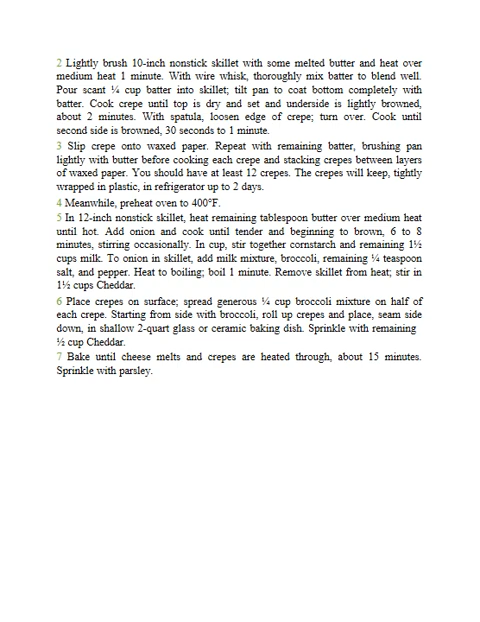 2 Lightly brush 10-inch nonstick skillet with some melted butter and heat over
medium heat 1 minute. With wire whisk, thoroughly mix batter to blend well.
Pour scant ¼ cup batter into skillet; tilt pan to coat bottom completely with
batter. Cook crepe until top is dry and set and underside is lightly browned,
about 2 minutes. With spatula, loosen edge of crepe; turn over. Cook until
second side is browned, 30 seconds to 1 minute.
3 Slip crepe onto waxed paper. Repeat with remaining batter, brushing pan
lightly with butter before cooking each crepe and stacking crepes between layers
of waxed paper. You should have at least 12 crepes. The crepes will keep, tightly
wrapped in plastic, in refrigerator up to 2 days.
4 Meanwhile, preheat oven to 400°F.
5 In 12-inch nonstick skillet, heat remaining tablespoon butter over medium heat
until hot. Add onion and cook until tender and beginning to brown, 6 to 8
minutes, stirring occasionally. In cup, stir together cornstarch and remaining 1½
cups milk. To onion in skillet, add milk mixture, broccoli, remaining ¼ teaspoon
salt, and pepper. Heat to boiling; boil 1 minute. Remove skillet from heat; stir in
1½ cups Cheddar.
6 Place crepes on surface; spread generous ¼ cup broccoli mixture on half of
each crepe. Starting from side with broccoli, roll up crepes and place, seam side
down, in shallow 2-quart glass or ceramic baking dish. Sprinkle with remaining
½ cup Cheddar.
7 Bake until cheese melts and crepes are heated through, about 15 minutes.
Sprinkle with parsley.